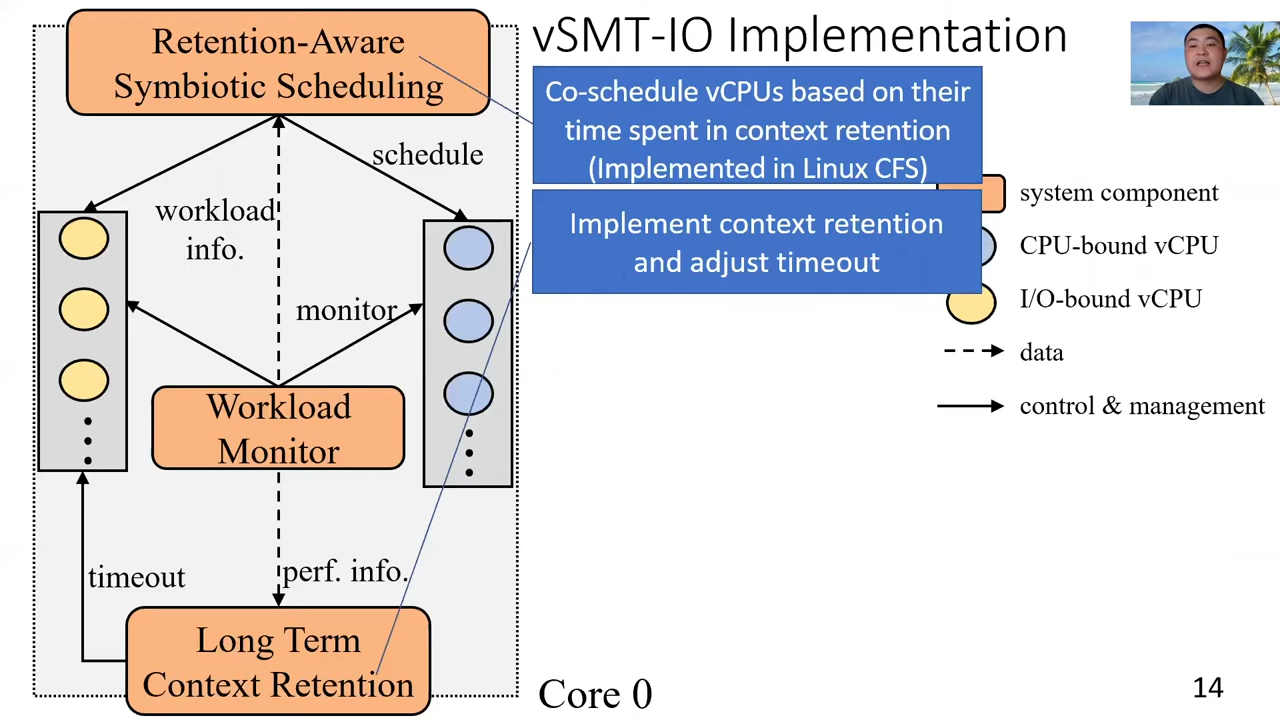 Retention-Aware
Symbiotic Scheduling
vSMT-IO Implementation
Co-schedule vCPUs based on their
time spent in context retention
(Implemented in Linux CFS)
Implement context retention
and adjust timeout
schedule
workload
info.
monitor
Workload
Monitor
timeout
perf. info.
Long Term
Context Retention
Core 0
system component
CPU-bound vCPU
I/O-bound vCPU
data
control & management
14